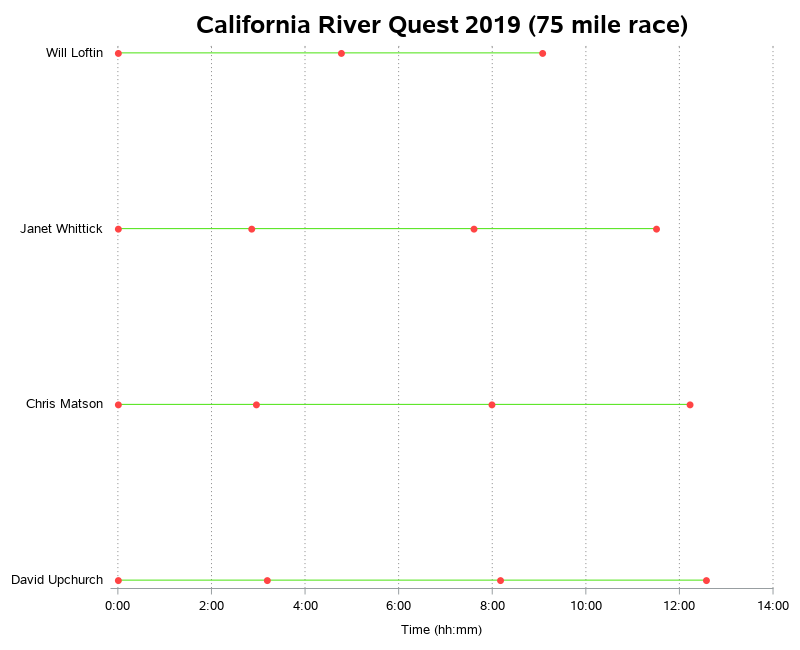 California River Quest 2019 (75 mile race)
Will Loftin
Janet Whittick
Chris Matson
David Upchurch
0:00 2:00 4:00 6:00 8:00 10:00 12:00 14:00
Time (hh:mm)